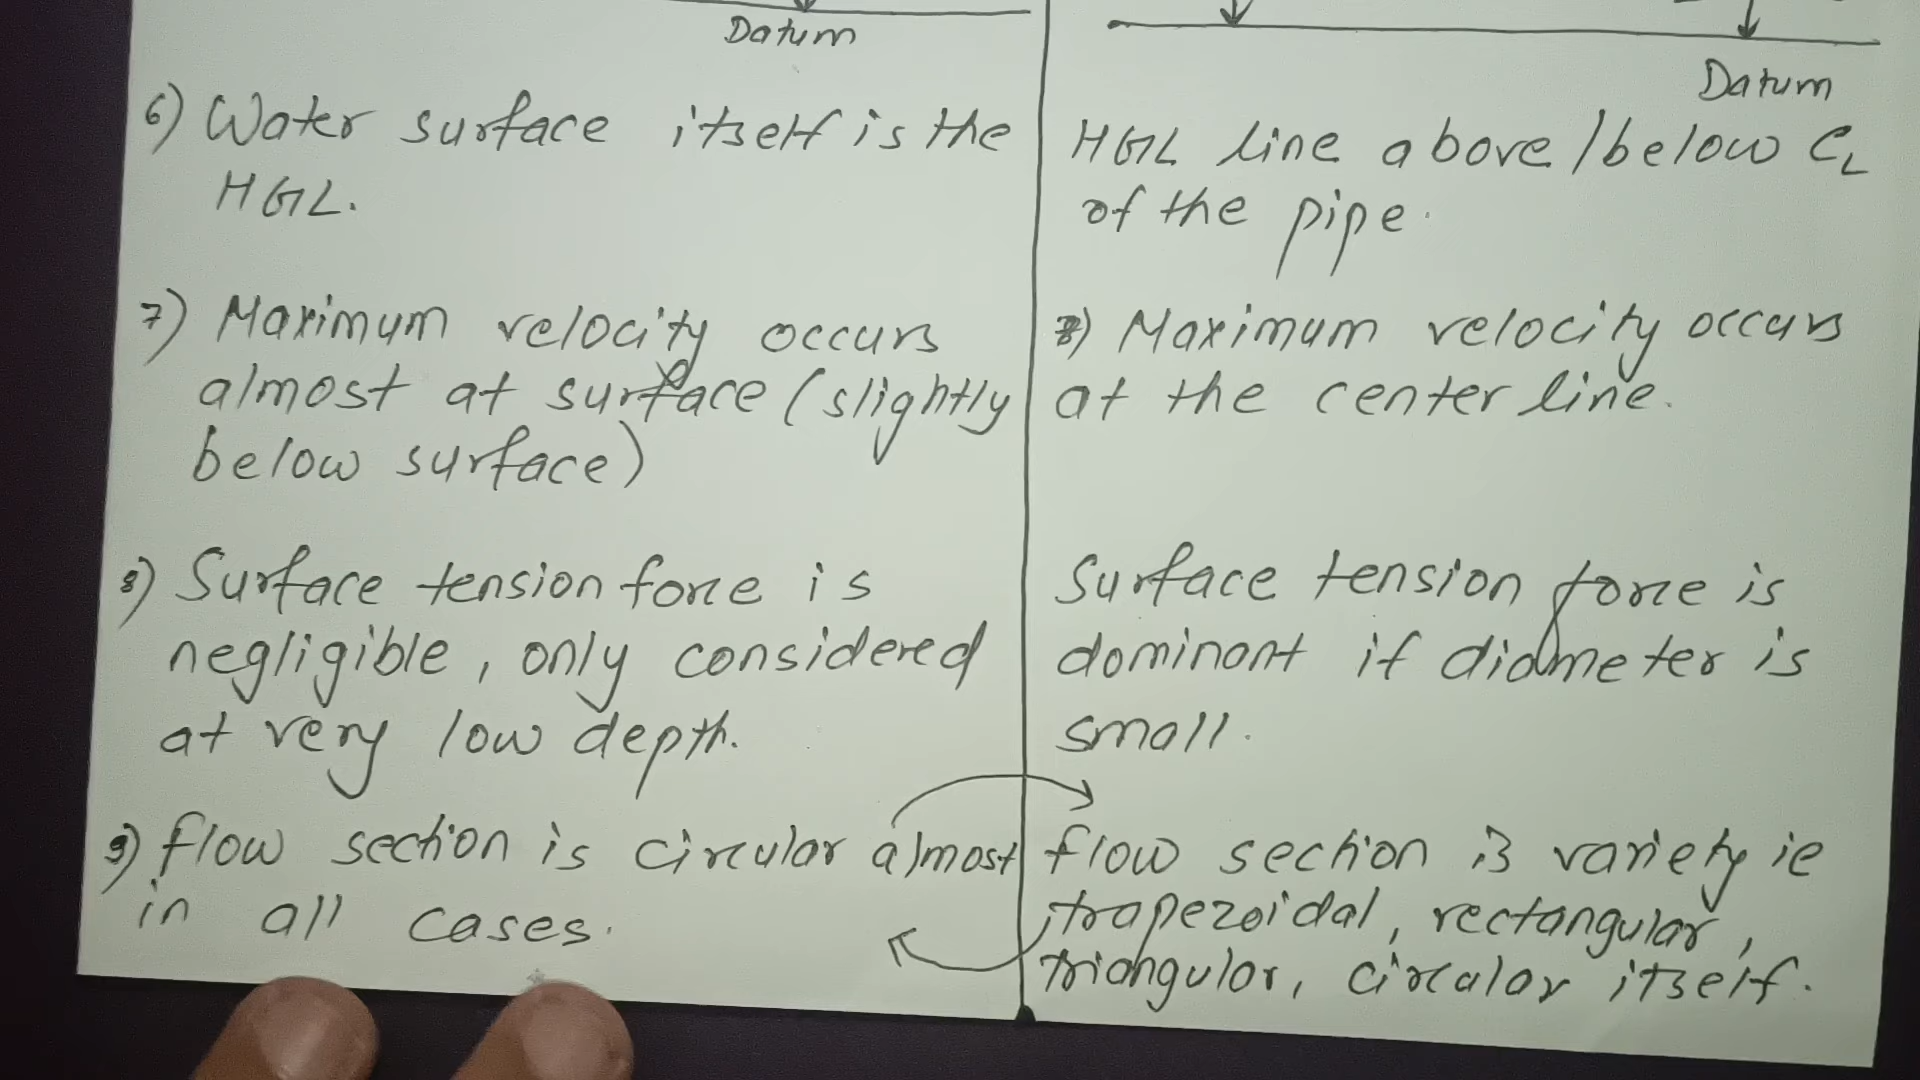 Datum
6) Water surface itself is the
HGL.
7) Maximum velocity occurs
almost at surface (slightly
below surface)
8) Surface tension force is
negligible, only considered
at very low depth.
9) flow section is circular almost
in all cases.
Datum
HGL line above/below CL
of the pipe.
Maximum velocity occurs
at the center line.
Surface tension force is
dominant if diameter is
small.
flow section is variety ie
trapezoidal, rectangular,
triangular, circular itself.